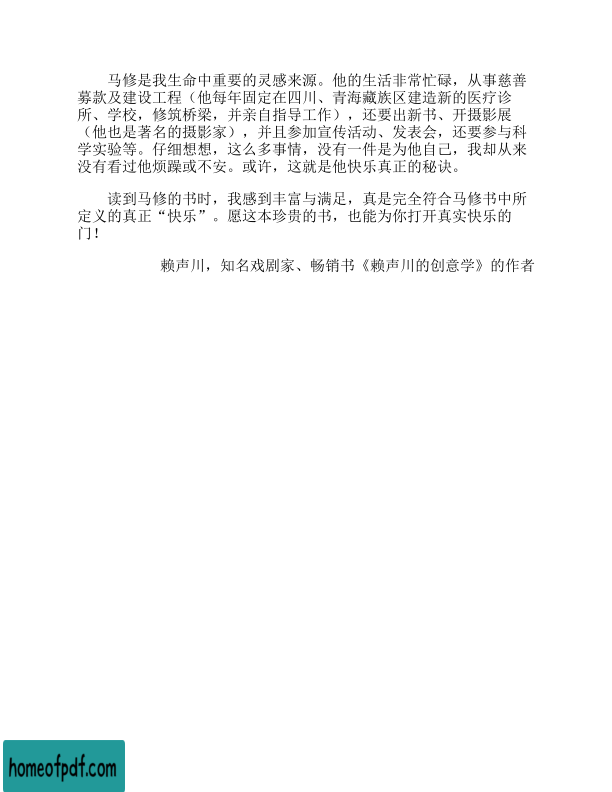 马修是我生命中重要的灵感来源。他的生活非常忙碌，从事慈善
募款及建设工程（他每年固定在四川、青海藏族区建造新的医疗诊
所、学校，修筑桥梁，并亲自指导工作），还要出新书、开摄影展
（他也是著名的摄影家），并且参加宣传活动、发表会，还要参与科
学实验等。仔细想想，这么多事情，没有一件是为他自己，我却从来
没有看过他烦躁或不安。或许，这就是他快乐真正的秘诀。
读到马修的书时，我感到丰富与满足，真是完全符合马修书中所
定义的真正“快乐”。愿这本珍贵的书，也能为你打开真实快乐的
门！
赖声川，知名戏剧家、畅销书《赖声川的创意学》的作者
homeofpdf.com